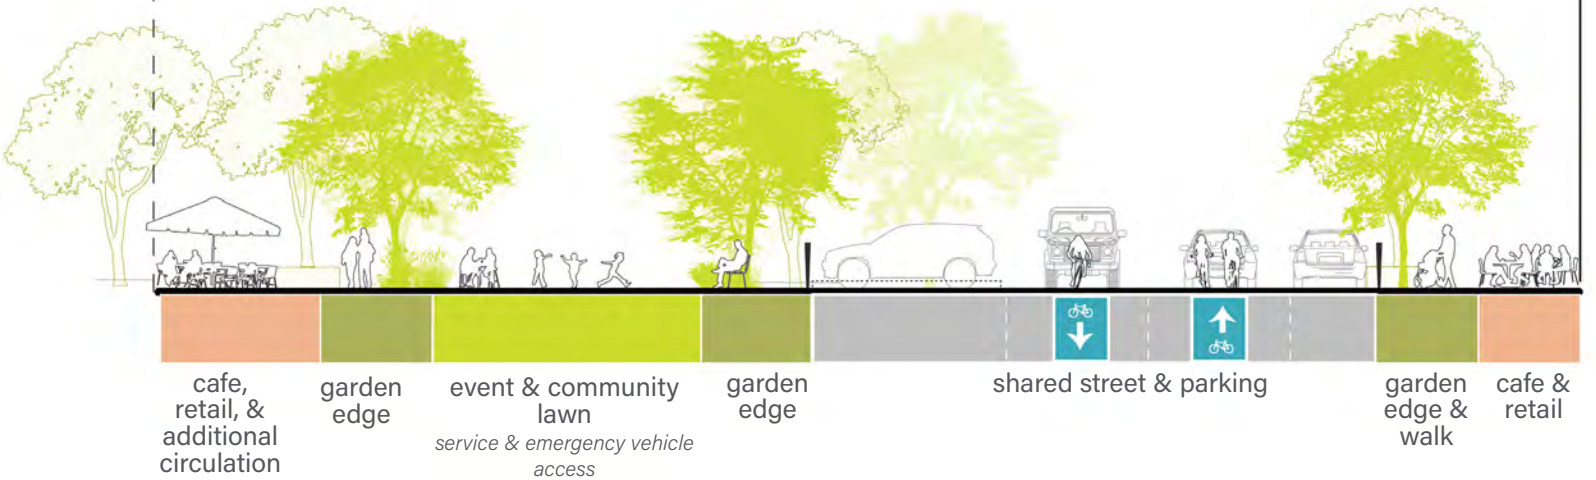 cafe,
retail, &
additional
circulation
garden
edge
event & community
lawn
service & emergency vehicle
access
garden
edge
shared street & parking
garden
edge &
walk
cafe &
retail